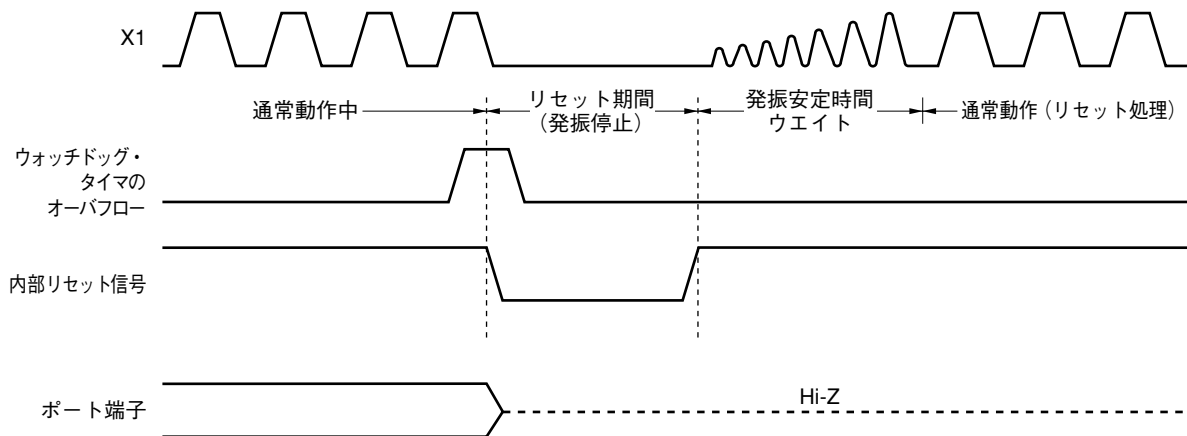 X1
通常動作中
リセット期間
(発振停止)
発振安定時間
ウエイト
通常動作(リセット処理)
ウォッチドッグ・
タイマの
オーバフロー
内部リセット信号
ポート端子
Hi-Z